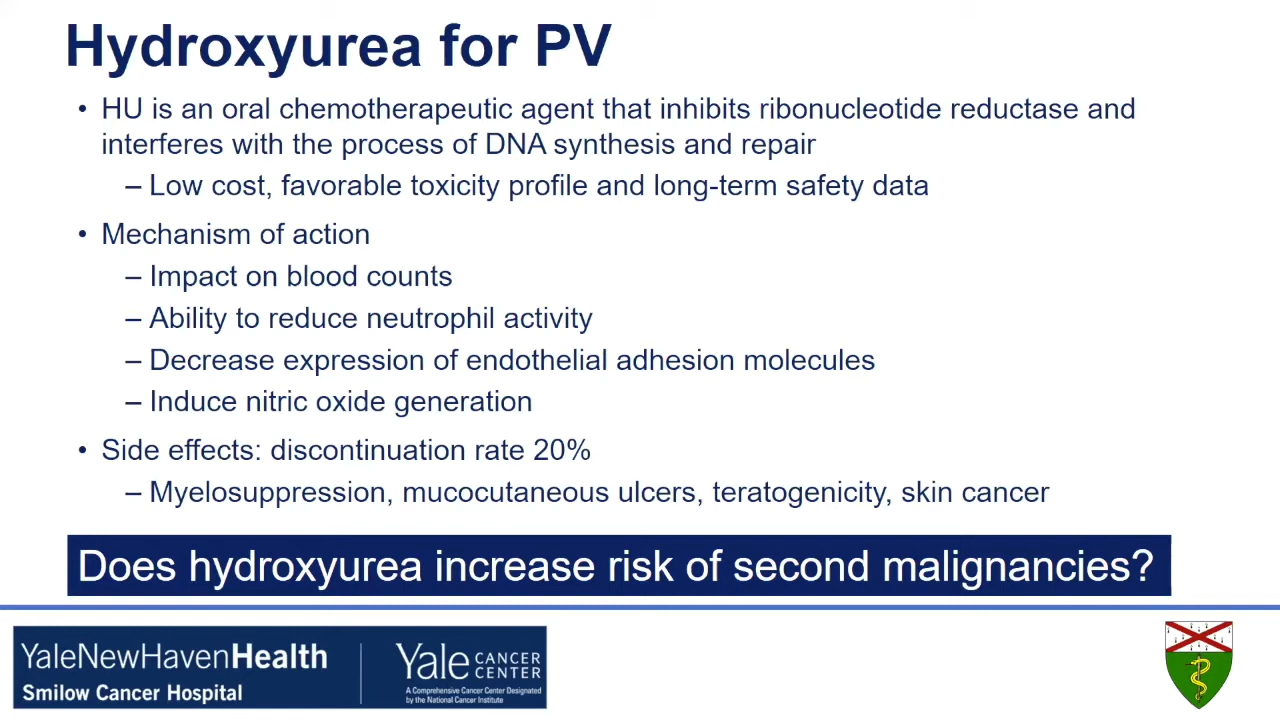 Hydroxyurea for PV
• HU is an oral chemotherapeutic agent that inhibits ribonucleotide reductase and
interferes with the process of DNA synthesis and repair
– Low cost, favorable toxicity profile and long-term safety data
• Mechanism of action
– Impact on blood counts
– Ability to reduce neutrophil activity
– Decrease expression of endothelial adhesion molecules
– Induce nitric oxide generation
• Side effects: discontinuation rate 20%
– Myelosuppression, mucocutaneous ulcers, teratogenicity, skin cancer
Does hydroxyurea increase risk of second malignancies?
YaleNewHavenHealth
Smilow Cancer Hospital
Yale CANCER
CENTER
A Comprehensive Cancer Center Designated
by the National Cancer Institute